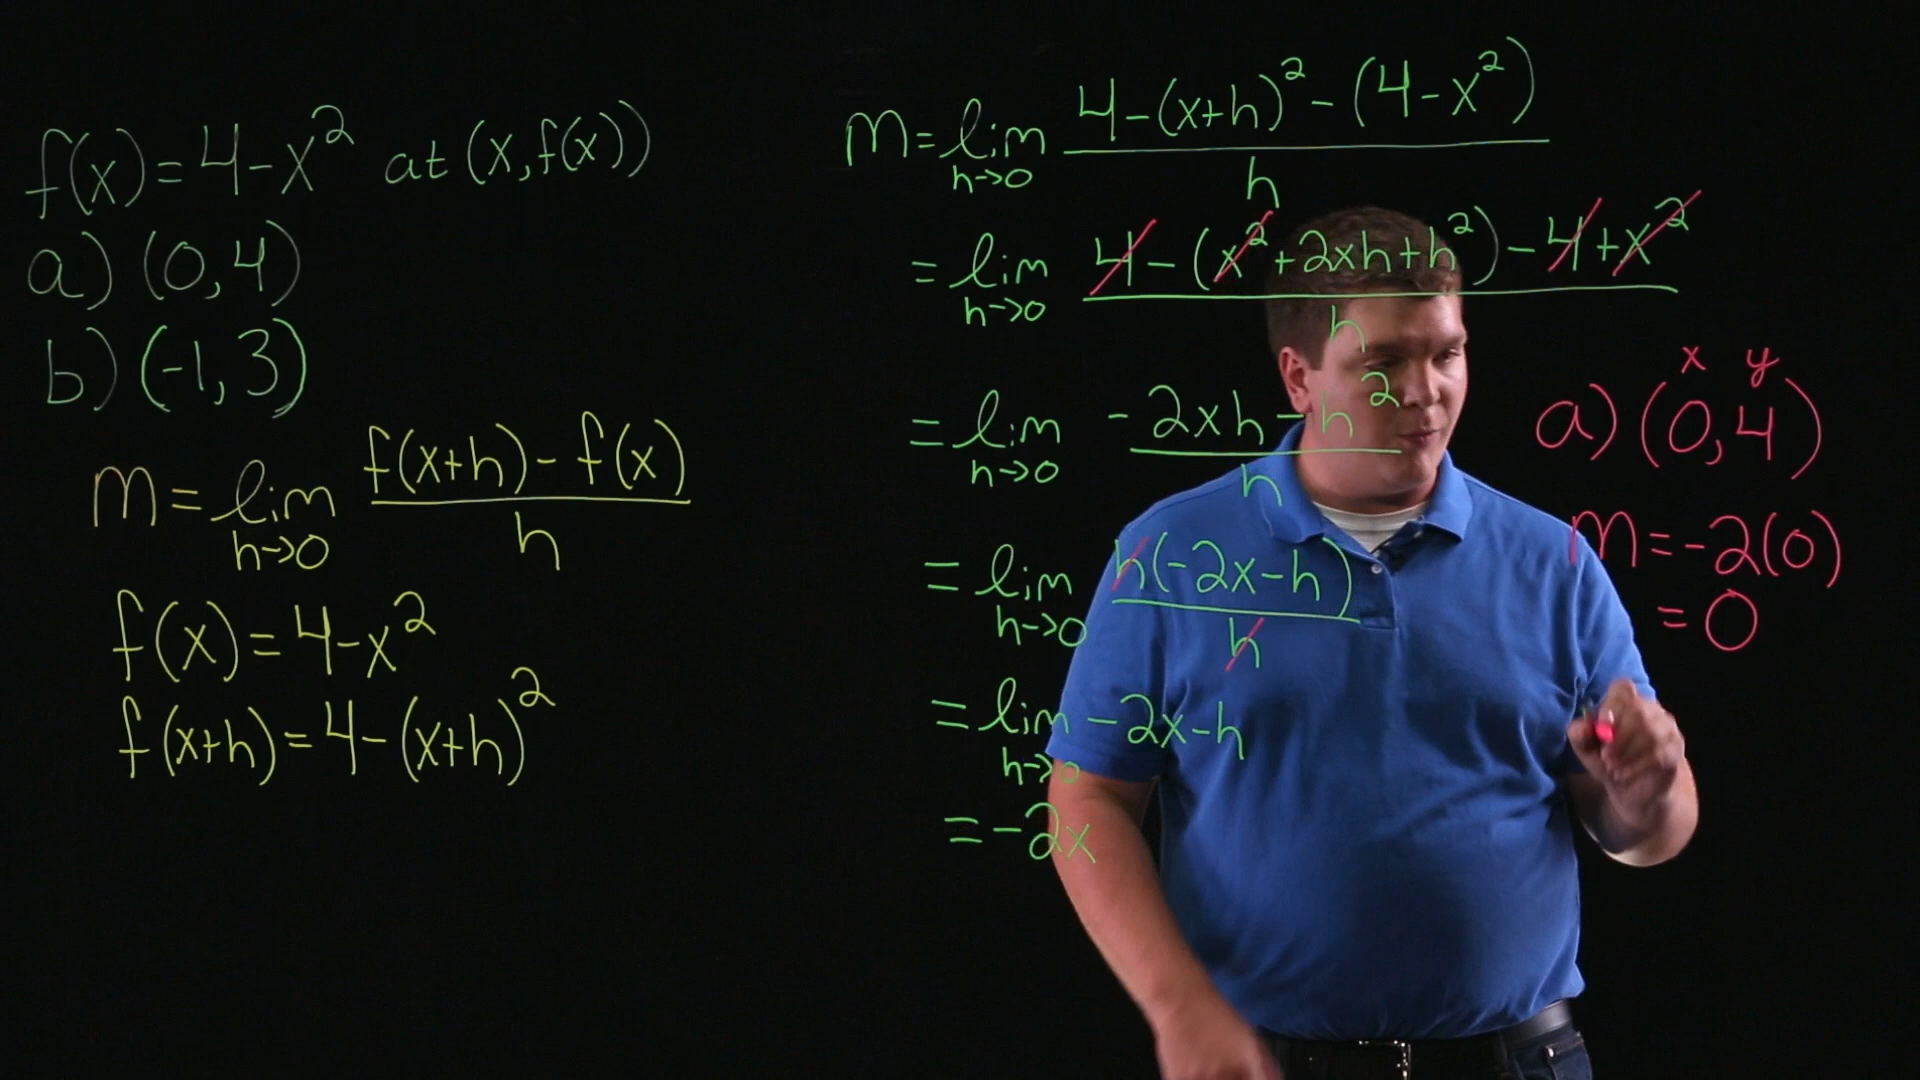 f(x) = 4-x² at (x, f(x))
a) (0, 4)
b) (-1, 3)
m = lim h→0 f(x+h) - f(x) / h
f(x) = 4-x²
f(x+h) = 4-(x+h)²
m = lim h→0 4-(x+h)² - (4-x²) / h
= lim h→0 4-(x²+2xh+h²)-4+x² / h
= lim h→0 -2xh-h² / h
= lim h→0 h(-2x-h) / h
= lim h→0 -2x-h
= -2x
x y
a) (0, 4)
m = -2(0)
= 0